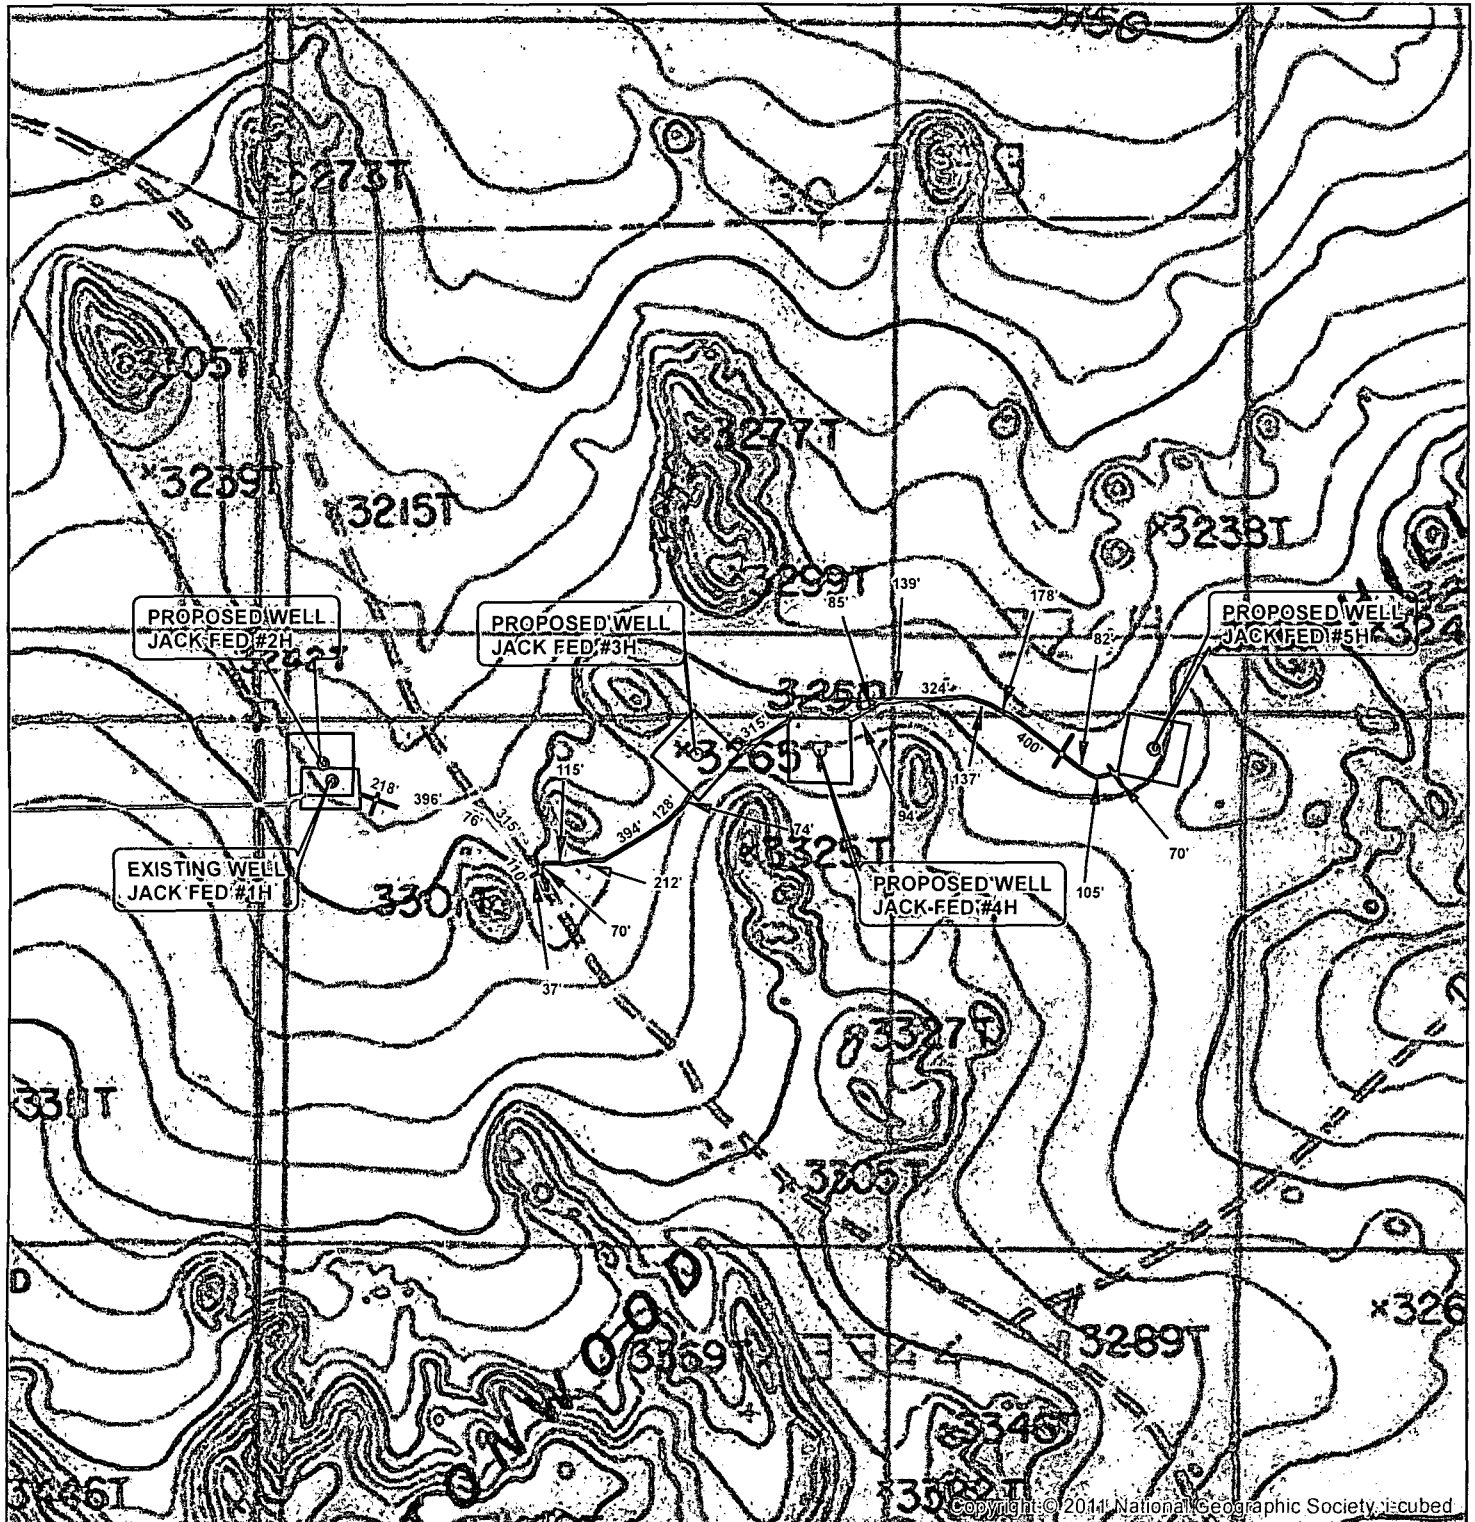 3273T
3305T
3277T
3239T
3215T
3238T
3299T
85'
139'
178'
82'
PROPOSED WELL
JACK FED #2H
PROPOSED WELL
JACK FED #3H
PROPOSED WELL
JACK FED #5H
324'
315'
400'
×3265
115'
137'
218'
396'
76'
315'
110'
394'
128'
74'
94'
70'
3325T
EXISTING WELL
JACK FED #1H
212'
105'
PROPOSED WELL
JACK FED #4H
70'
37'
3327T
3311T
3305T
D
O
O
D
×326
3289T
3369T
W
N
O
3346T
Copyright:© 2011 National Geographic Society, i-cubed